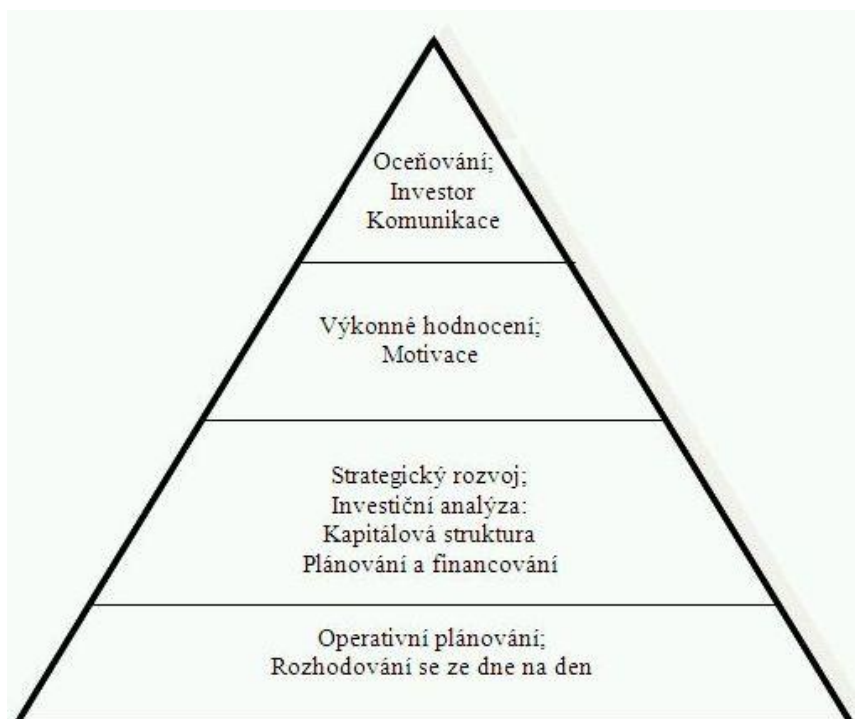 Oceňování;
Investor
Komunikace
Výkonné hodnocení;
Motivace
Strategický rozvoj;
Investiční analýza:
Kapitálová struktura
Plánování a financování
Operativní plánování;
Rozhodování se ze dne na den